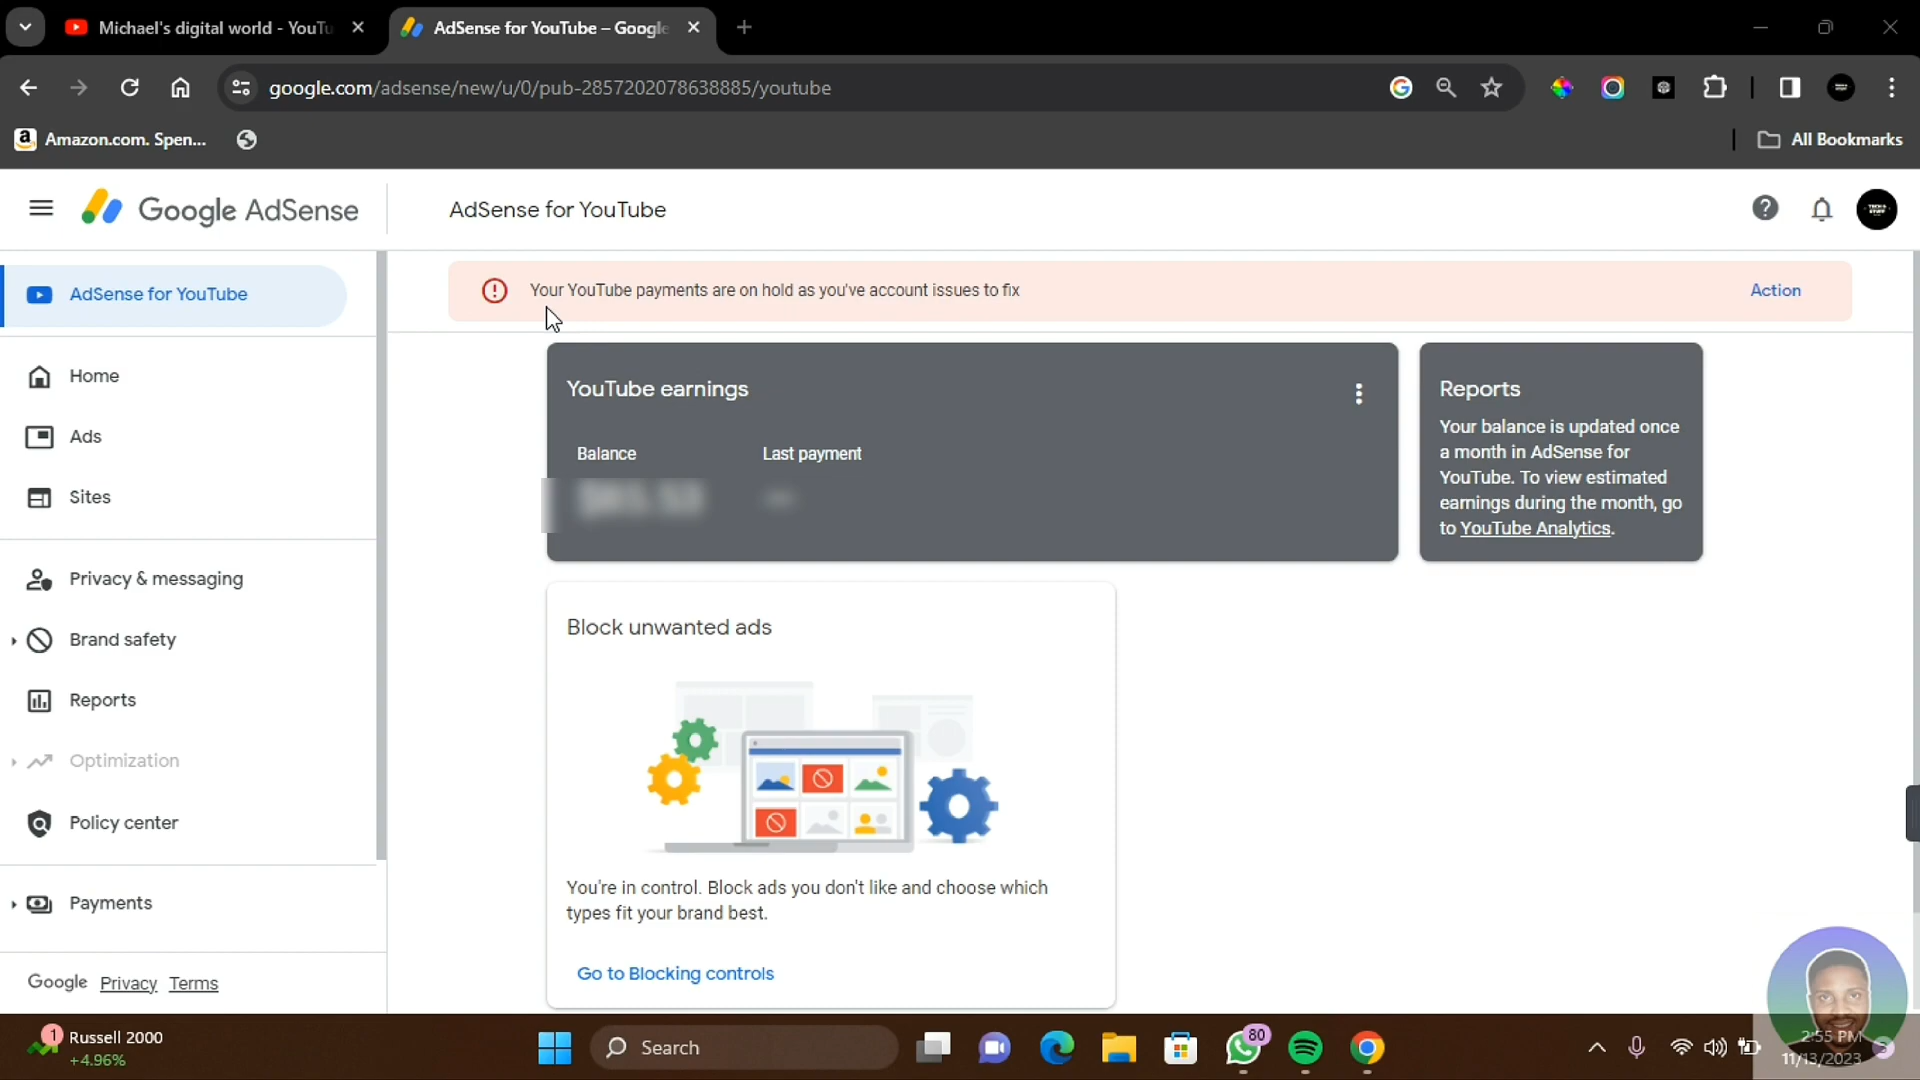 Michael's digital world - YouTu
AdSense for YouTube – Google
google.com/adsense/new/u/0/pub-2857202078638885/youtube
Amazon.com. Spen...
All Bookmarks
Google AdSense
AdSense for YouTube
AdSense for YouTube
Your YouTube payments are on hold as you've account issues to fix
Action
Home
Ads
Sites
Privacy & messaging
Brand safety
Reports
Optimization
Policy center
Payments
Google Privacy Terms
YouTube earnings
Balance
Last payment
Reports
Your balance is updated once
a month in AdSense for
YouTube. To view estimated
earnings during the month, go
to YouTube Analytics.
Block unwanted ads
You're in control. Block ads you don't like and choose which
types fit your brand best.
Go to Blocking controls
1
Russell 2000
+4.96%
Search
80
2:55 PM
11/13/2023